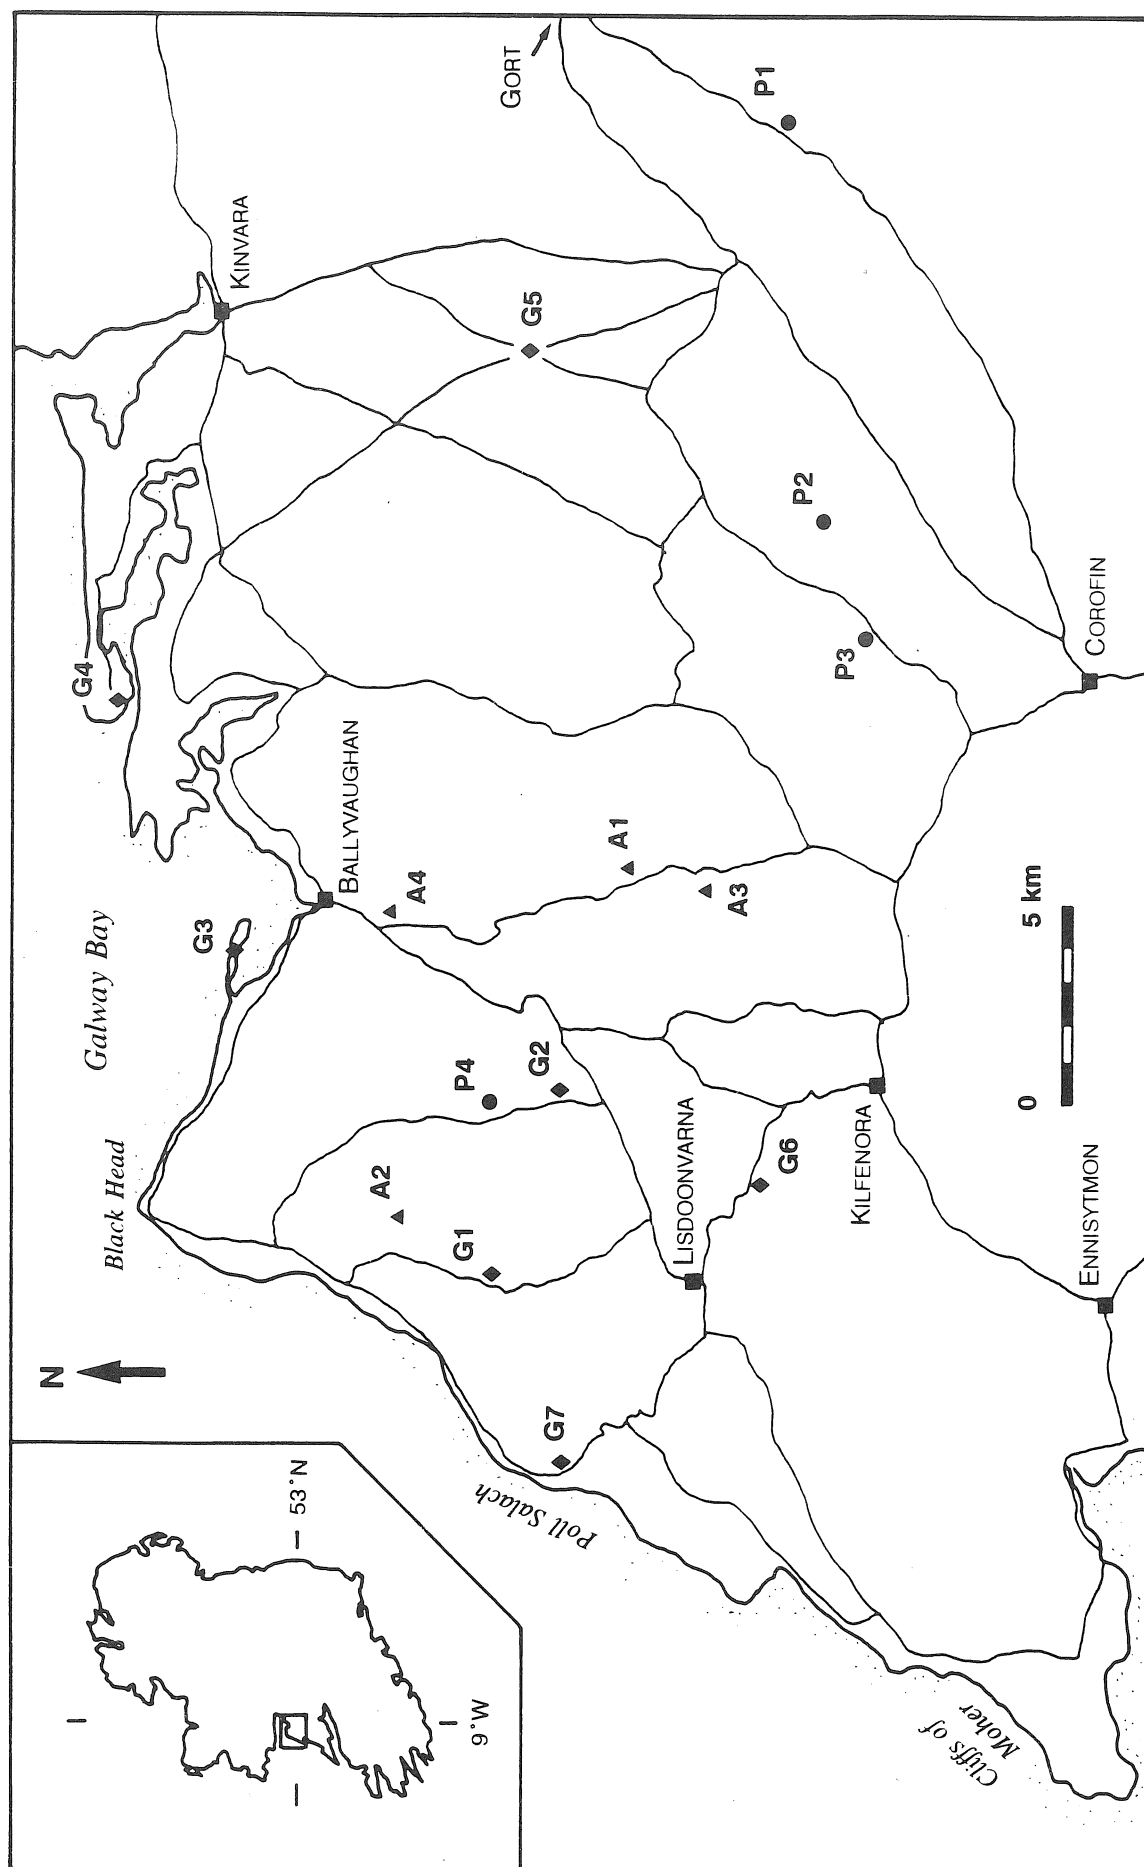 N
53°N
9°W
Galway Bay
Black Head
Poll Salach
Cliffs of
Moher
GORT
KINVARA
BALLYVAUGHAN
LISDOONVARNA
KILFENORA
ENNISYTMON
COROFIN
G4
G3
G5
A4
A2
P4
G1
G2
G7
A1
A3
G6
P1
P2
P3
0
5 km